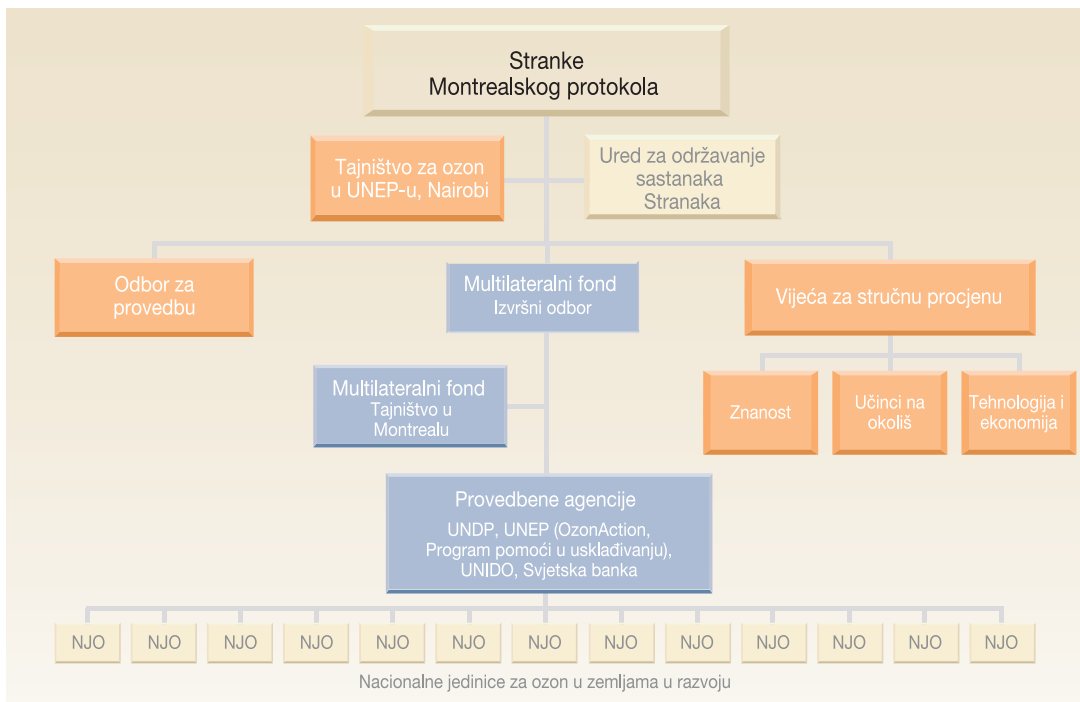 Stranke
Montrealskog protokola
Tajništvo za ozon
u UNEP-u, Nairobi
Ured za održavanje
sastanaka
Stranaka
Odbor za
provedbu
Multilateralni fond
Izvršni odbor
Vijeća za stručnu procjenu
Multilateralni fond
Tajništvo u
Montrealu
Znanost
Učinci na
okoliš
Tehnologija i
ekonomija
Provedbene agencije
UNDP, UNEP (OzonAction,
Program pomoći u usklađivanju),
UNIDO, Svjetska banka
NJO NJO NJO NJO NJO NJO NJO NJO NJO NJO NJO NJO NJO
Nacionalne jedinice za ozon u zemljama u razvoju